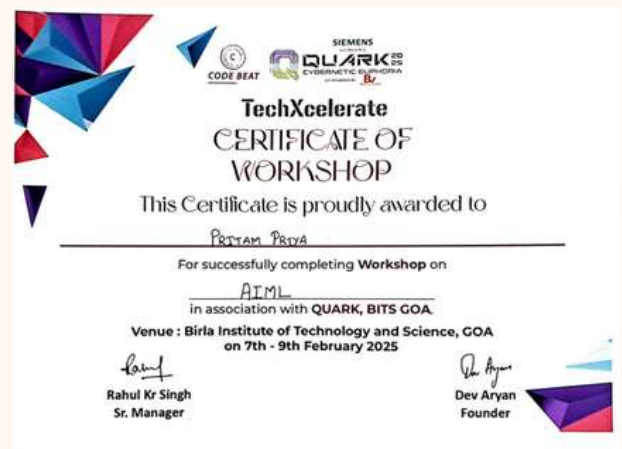 SIEMENS
C
CODE BEAT
QUARK 2025
CYBERNETIC EUPHORIA
TechXcelerate
CERTIFICATE OF
WORKSHOP
This Certificate is proudly awarded to
PRITAM PRIYA
For successfully completing Workshop on
AIML
in association with QUARK, BITS GOA.
Venue : Birla Institute of Technology and Science, GOA
on 7th - 9th February 2025
Dev Aryan
Rahul Kr Singh
Dev Aryan
Sr. Manager
Founder